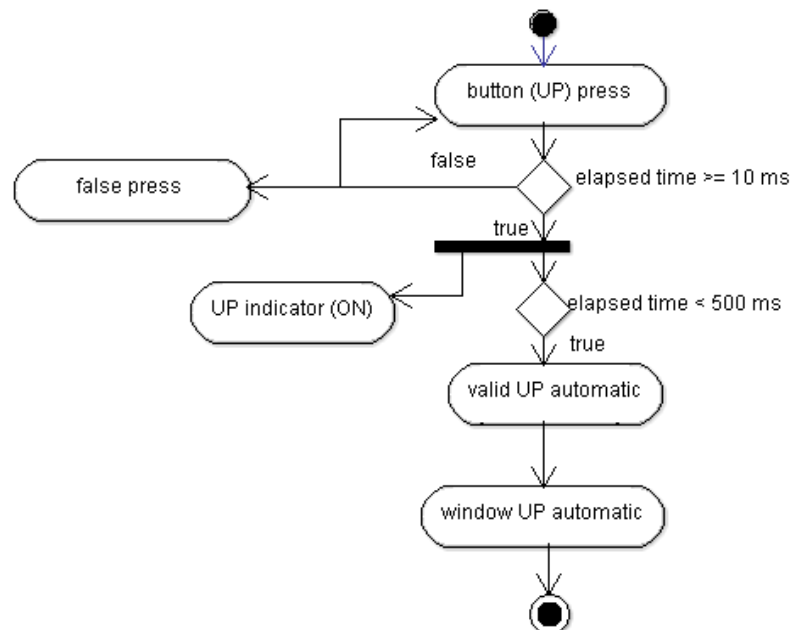 button (UP) press
false
elapsed time >= 10 ms
false press
true
UP indicator (ON)
elapsed time < 500 ms
true
valid UP automatic
window UP automatic